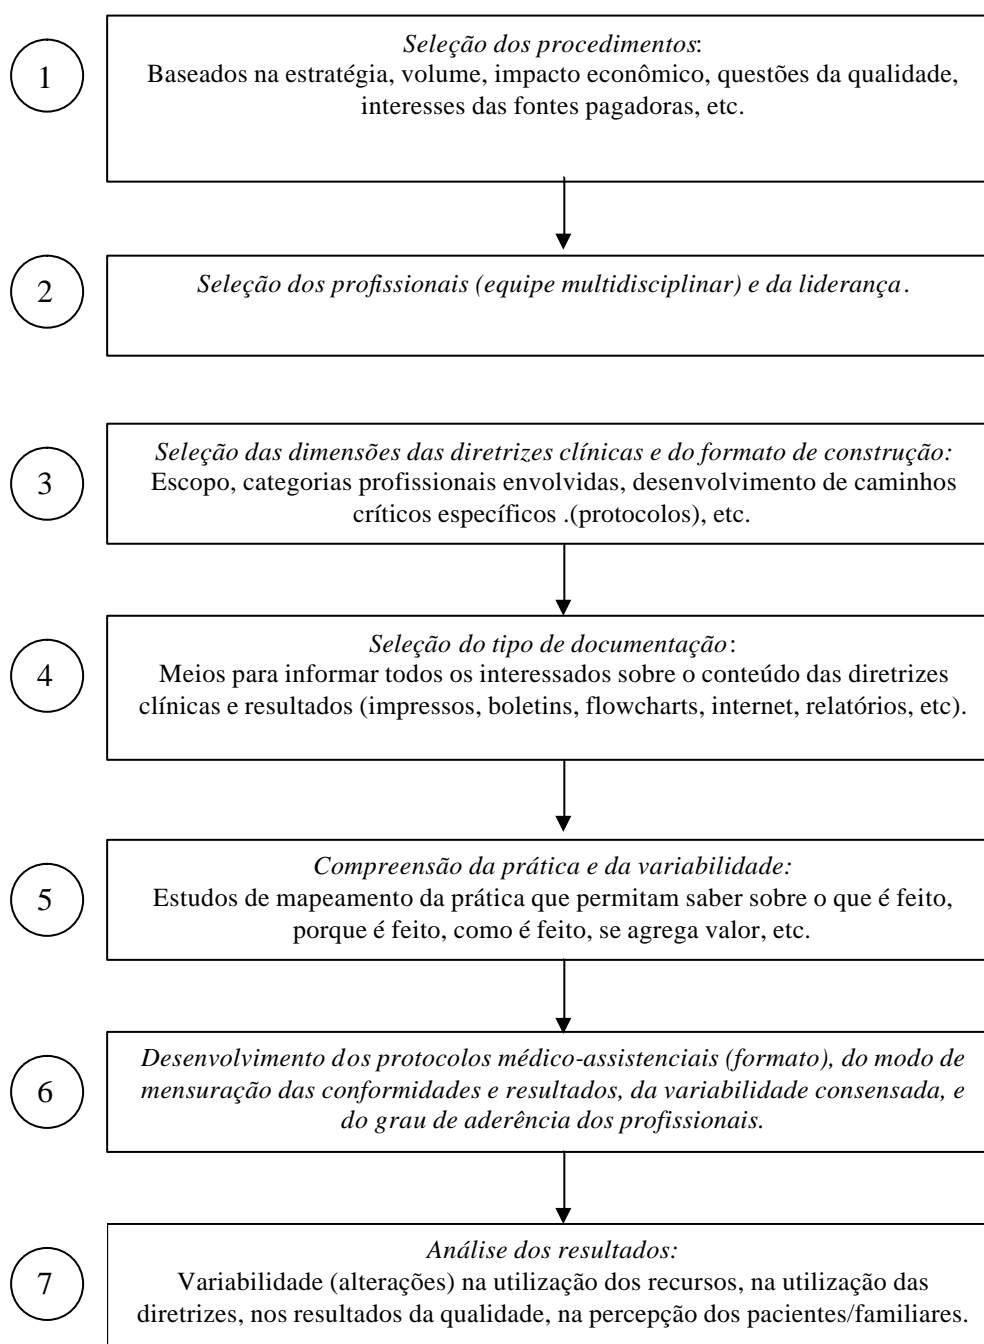 1
Seleção dos procedimentos:
Baseados na estratégia, volume, impacto econômico, questões da qualidade,
interesses das fontes pagadoras, etc.
2
Seleção dos profissionais (equipe multidisciplinar) e da liderança.
3
Seleção das dimensões das diretrizes clínicas e do formato de construção:
Escopo, categorias profissionais envolvidas, desenvolvimento de caminhos
críticos específicos .(protocolos), etc.
4
Seleção do tipo de documentação:
Meios para informar todos os interessados sobre o conteúdo das diretrizes
clínicas e resultados (impressos, boletins, flowcharts, internet, relatórios, etc).
5
Compreensão da prática e da variabilidade:
Estudos de mapeamento da prática que permitam saber sobre o que é feito,
porque é feito, como é feito, se agrega valor, etc.
6
Desenvolvimento dos protocolos médico-assistenciais (formato), do modo de
mensuração das conformidades e resultados, da variabilidade consensada, e
do grau de aderência dos profissionais.
7
Análise dos resultados:
Variabilidade (alterações) na utilização dos recursos, na utilização das
diretrizes, nos resultados da qualidade, na percepção dos pacientes/familiares.